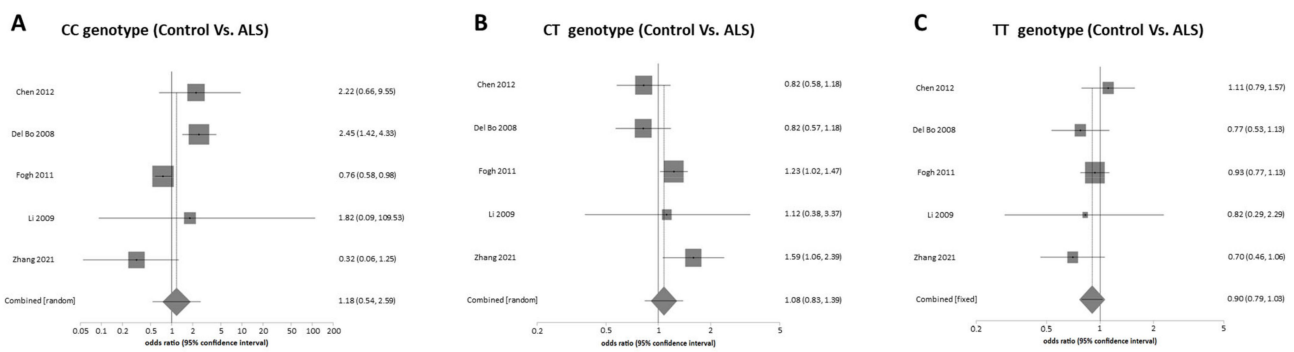 A CC genotype (Control Vs. ALS)
Chen 2012 2.22 (0.66, 9.55)
Del Bo 2008 2.45 (1.42, 4.33)
Fogh 2011 0.76 (0.58, 0.98)
Li 2009 1.82 (0.09, 109.53)
Zhang 2021 0.32 (0.06, 1.25)
Combined [random] 1.18 (0.54, 2.59)
0.05 0.1 0.2 0.5 1 2 5 10 20 50 100 200
odds ratio (95% confidence interval)
B CT genotype (Control Vs. ALS)
Chen 2012 0.82 (0.58, 1.18)
Del Bo 2008 0.82 (0.57, 1.18)
Fogh 2011 1.23 (1.02, 1.47)
Li 2009 1.12 (0.38, 3.37)
Zhang 2021 1.59 (1.06, 2.39)
Combined [random] 1.08 (0.83, 1.39)
0.2 0.5 1 2 5
odds ratio (95% confidence interval)
C TT genotype (Control Vs. ALS)
Chen 2012 1.11 (0.79, 1.57)
Del Bo 2008 0.77 (0.53, 1.13)
Fogh 2011 0.93 (0.77, 1.13)
Li 2009 0.82 (0.29, 2.29)
Zhang 2021 0.70 (0.46, 1.06)
Combined [fixed] 0.90 (0.79, 1.03)
0.2 0.5 1 2 5
odds ratio (95% confidence interval)